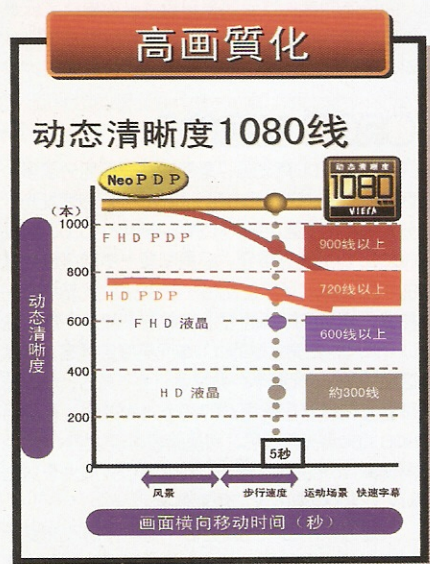 高画質化
动态清晰度1080线
Neo PDP
动态清晰度
1080
VIErA
（本）
1000
800
600
400
200
0
动态清晰度
FHD PDP
900线以上
HD PDP
720线以上
FHD 液晶
600线以上
HD 液晶
約300线
5秒
风景
步行速度
运动场景
快速字幕
画面横向移动时间（秒）